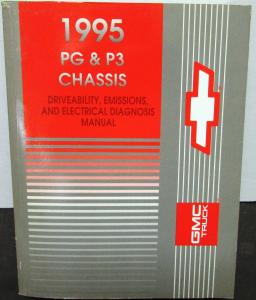 1995
PG & P3
CHASSIS
DRIVEABILITY, EMISSIONS,
AND ELECTRICAL DIAGNOSIS
MANUAL
GMC
TRUCK